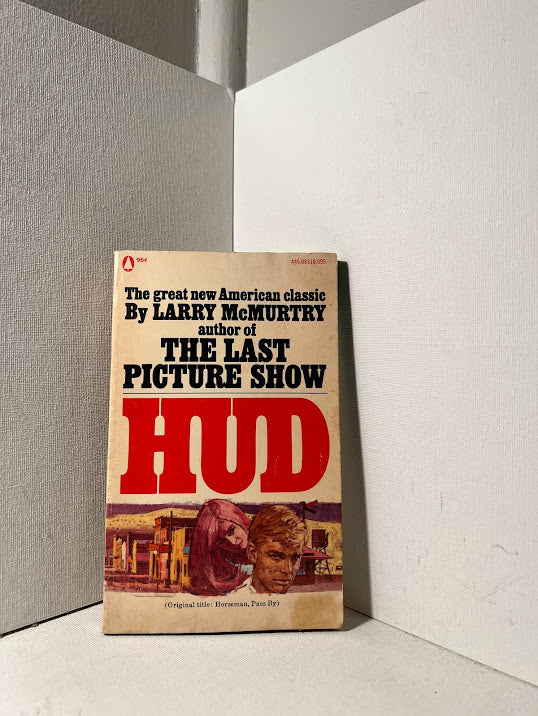 95¢
445-08318-095
The great new American classic
By LARRY McMURTRY
author of
THE LAST
PICTURE SHOW
HUD
(Original title: Horseman, Pass By)